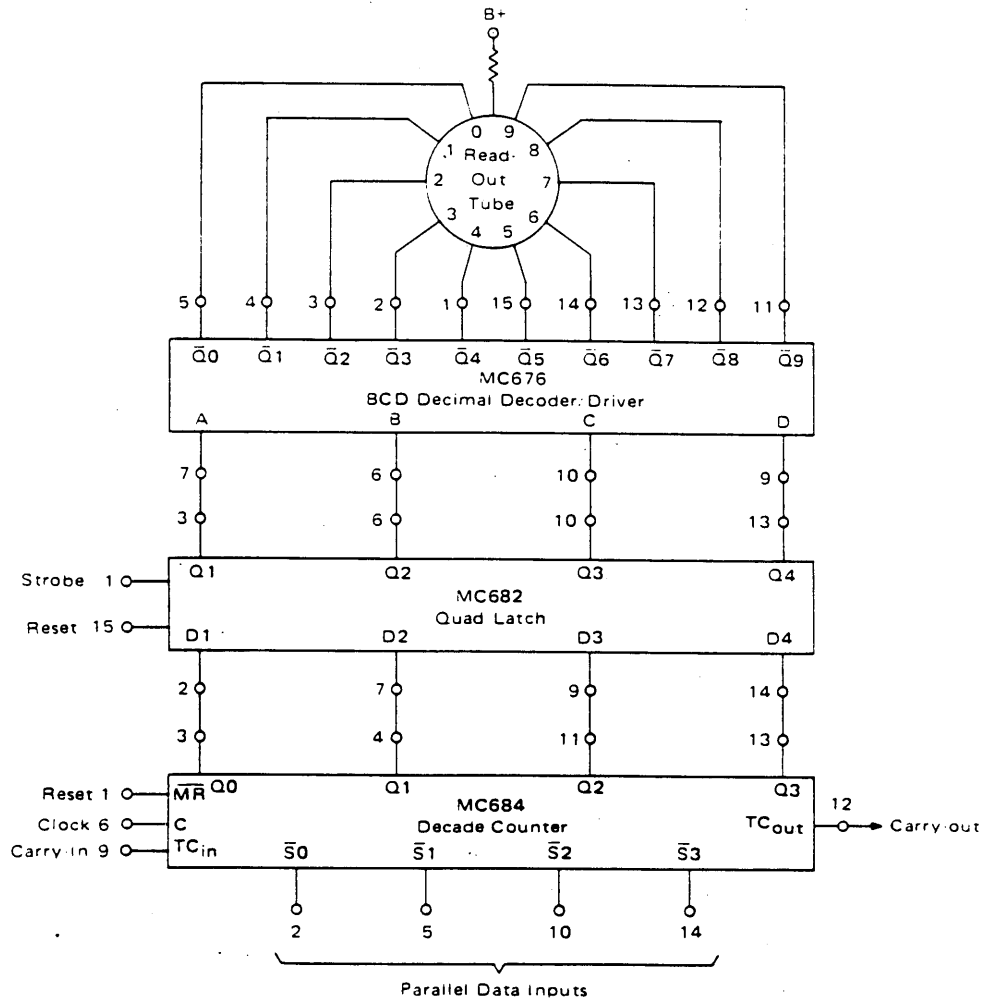 B+
0 9
1 Read- 8
2 Out 7
Tube
3 6
4 5
5 4 3 2 1 15 14 13 12 11
Q̅0 Q̅1 Q̅2 Q̅3 Q̅4 Q̅5 Q̅6 Q̅7 Q̅8 Q̅9
MC676
BCD Decimal Decoder/Driver
A B C D
7 6 10 9
3 6 10 13
Q1 Q2 Q3 Q4
Strobe 1
MC682
Quad Latch
Reset 15
D1 D2 D3 D4
2 7 9 14
3 4 11 13
Q0 Q1 Q2 Q3
Reset 1 M̅R̅
MC684
12
Clock 6 C
Decade Counter
TCout
Carry-out
Carry-in 9 TCin
S̅0 S̅1 S̅2 S̅3
2 5 10 14
Parallel Data Inputs